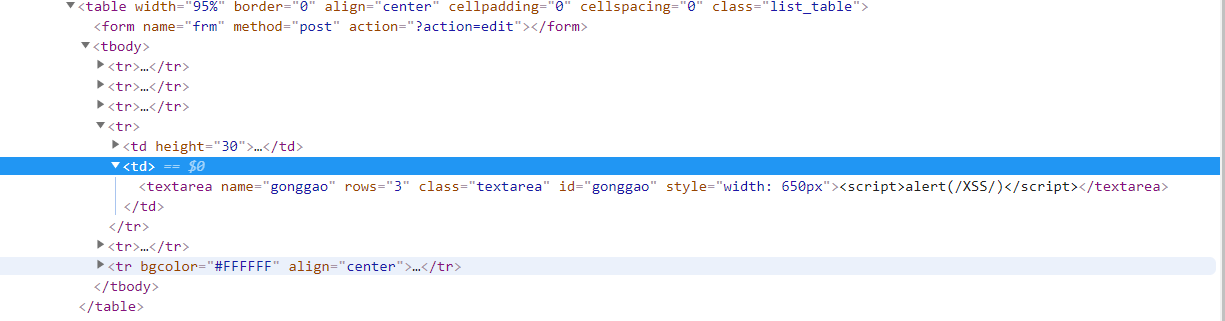 ▼<table width="95%" border="0" align="center" cellpadding="0" cellspacing="0" class="list_table">
<form name="frm" method="post" action="?action=edit"></form>
▼<tbody>
▶<tr>…</tr>
▶<tr>…</tr>
▶<tr>…</tr>
▼<tr>
▶<td height="30">…</td>
▼<td> == $0
<textarea name="gonggao" rows="3" class="textarea" id="gonggao" style="width: 650px"><script>alert(/XSS/)</script></textarea>
</td>
</tr>
▶<tr>…</tr>
▶<tr bgcolor="#FFFFFF" align="center">…</tr>
</tbody>
</table>